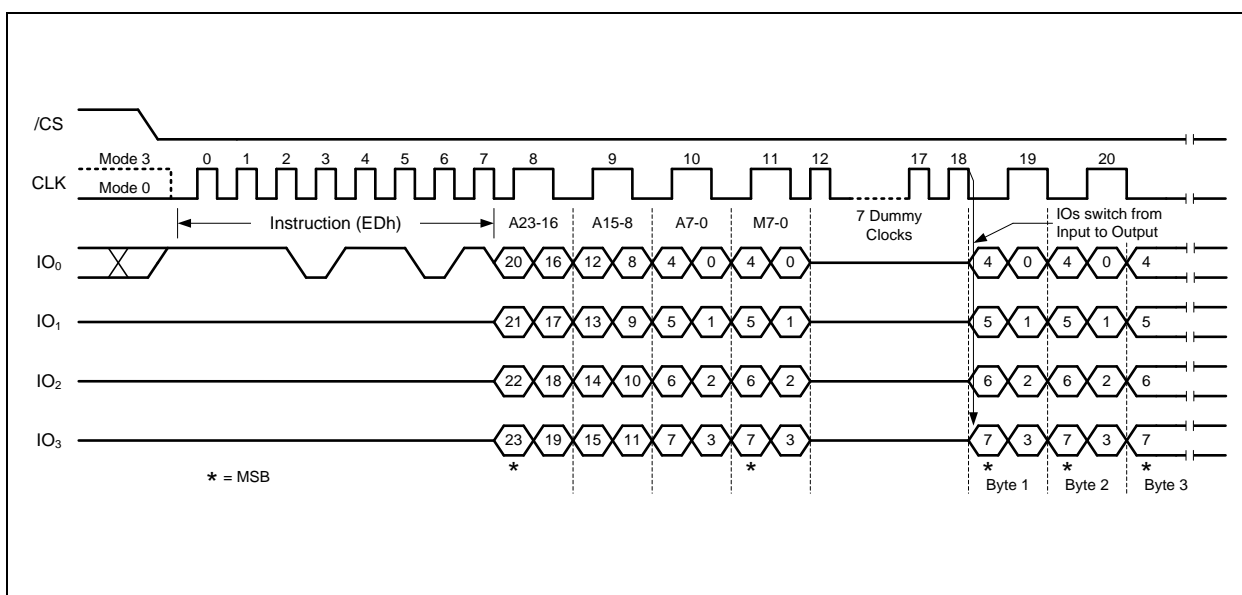 /CS
Mode 3 0 1 2 3 4 5 6 7 8 9 10 11 12 17 18 19 20
CLK Mode 0
Instruction (EDh) A23-16 A15-8 A7-0 M7-0 7 Dummy Clocks IOs switch from Input to Output
IO₀ 20 16 12 8 4 0 4 0 4 0 4 0 4
IO₁ 21 17 13 9 5 1 5 1 5 1 5 1 5
IO₂ 22 18 14 10 6 2 6 2 6 2 6 2 6
IO₃ 23 19 15 11 7 3 7 3 7 3 7 3 7
* * * * *
* = MSB Byte 1 Byte 2 Byte 3